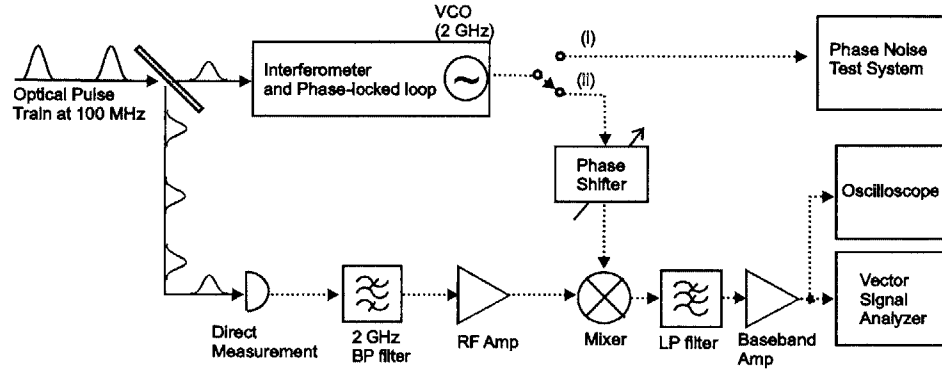 VCO
(2 GHz)
Optical Pulse
Train at 100 MHz
Interferometer
and Phase-locked loop
~
(i)
(ii)
Phase Noise
Test System
Phase
Shifter
Oscilloscope
Direct
Measurement
2 GHz
BP filter
RF Amp
Mixer
LP filter
Baseband
Amp
Vector
Signal
Analyzer